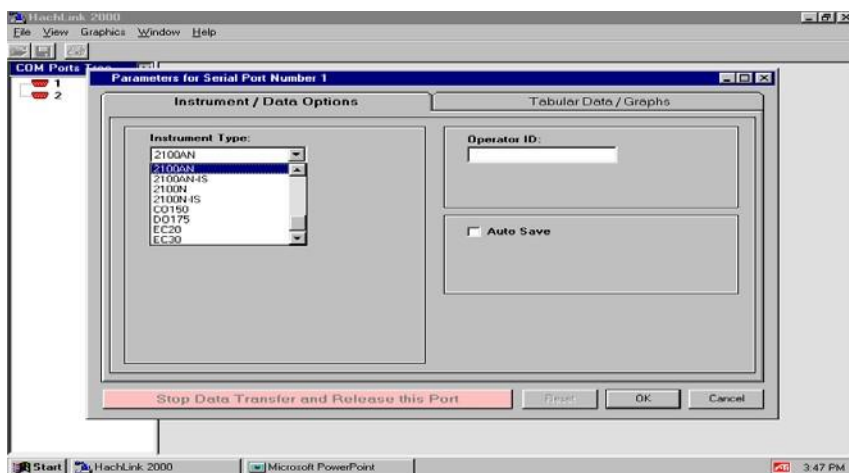 HachLink 2000
File View Graphics Window Help
COM Ports Tree
1
2
Parameters for Serial Port Number 1
Instrument / Data Options
Tabular Data / Graphs
Instrument Type:
2100AN
2100AN
2100AN-IS
2100N
2100N-IS
CO150
DO175
EC20
EC30
Operator ID:
Auto Save
Stop Data Transfer and Release this Port
Reset
OK
Cancel
Start
HachLink 2000
Microsoft PowerPoint
ATI
3:47 PM